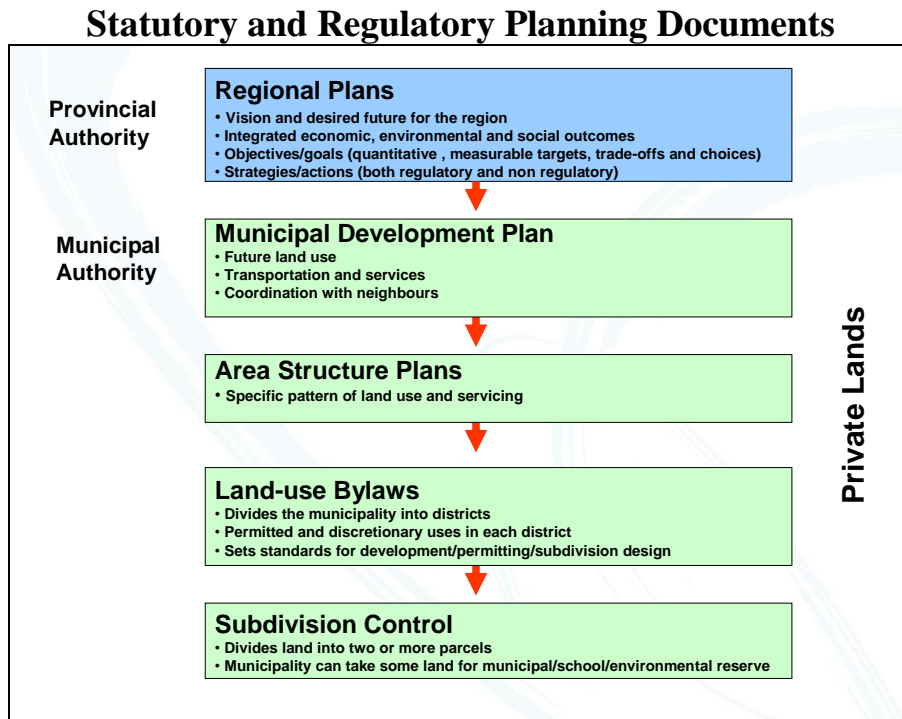 Statutory and Regulatory Planning Documents
Provincial
Authority
Regional Plans
• Vision and desired future for the region
• Integrated economic, environmental and social outcomes
• Objectives/goals (quantitative , measurable targets, trade-offs and choices)
• Strategies/actions (both regulatory and non regulatory)
Municipal
Authority
Municipal Development Plan
• Future land use
• Transportation and services
• Coordination with neighbours
Area Structure Plans
• Specific pattern of land use and servicing
Land-use Bylaws
• Divides the municipality into districts
• Permitted and discretionary uses in each district
• Sets standards for development/permitting/subdivision design
Subdivision Control
• Divides land into two or more parcels
• Municipality can take some land for municipal/school/environmental reserve
Private Lands